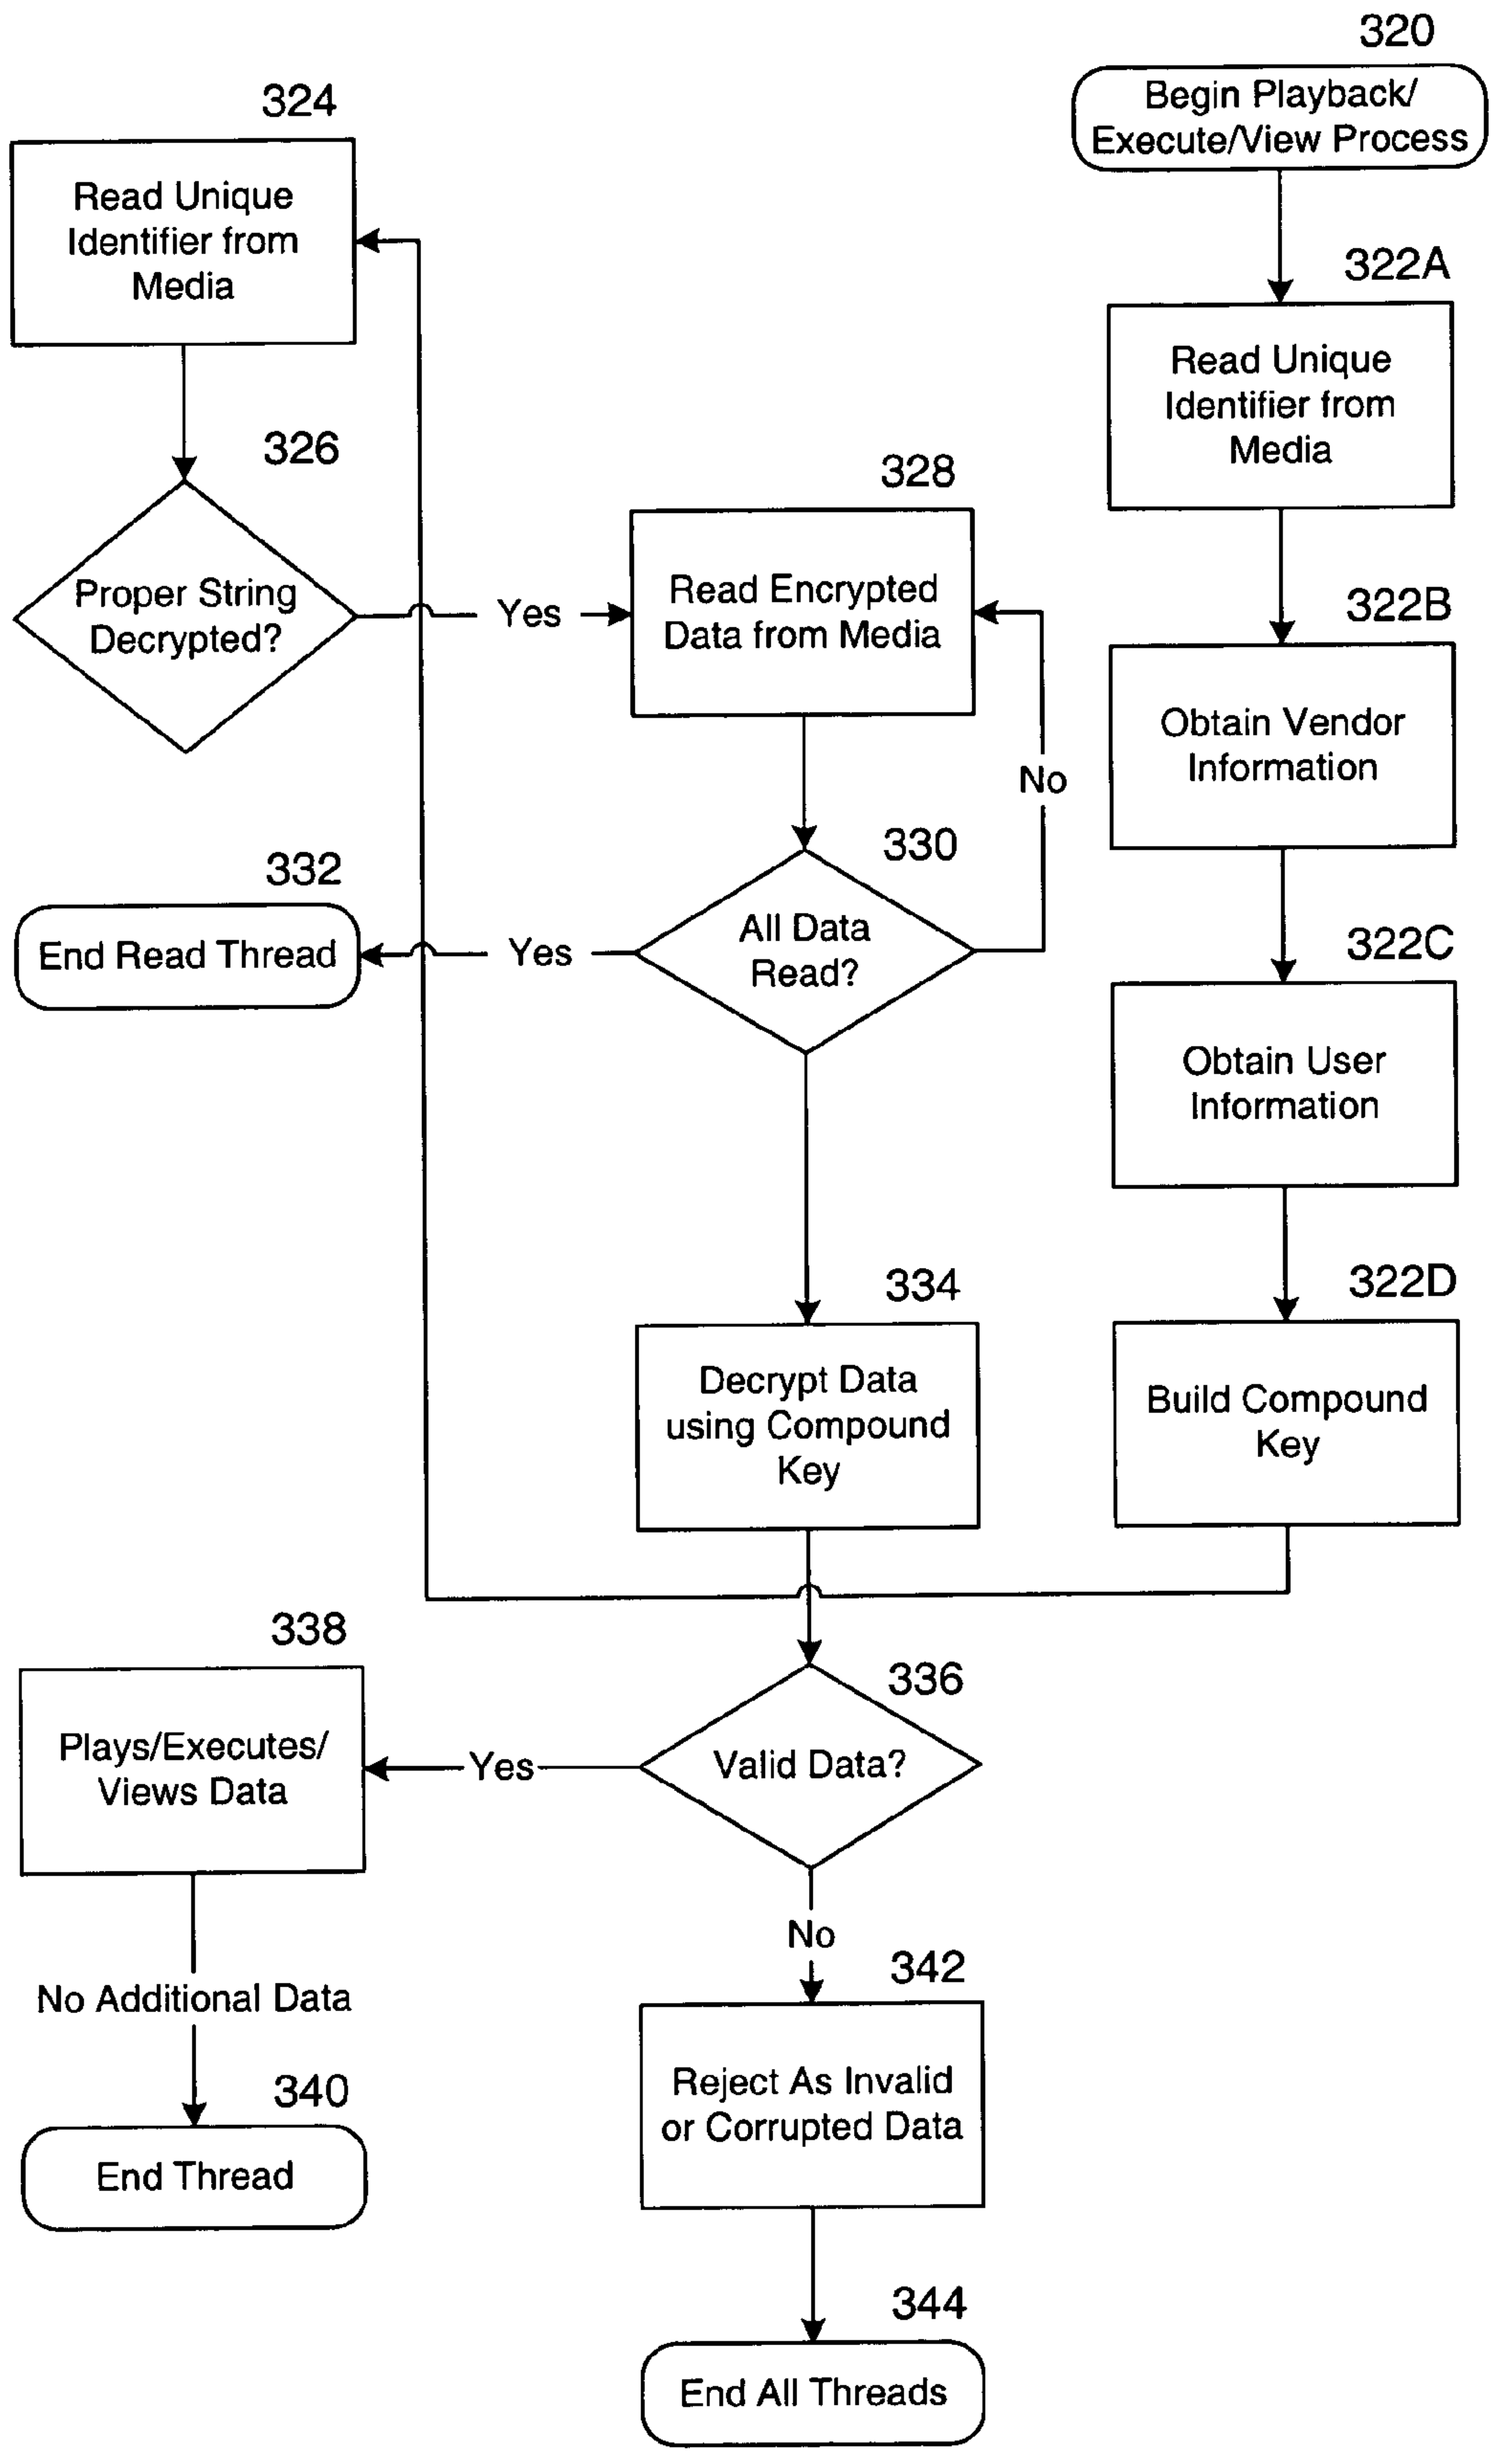 320
Begin Playback/
Execute/View Process
324
Read Unique
Identifier from
Media
322A
Read Unique
Identifier from
Media
326
Proper String
Decrypted?
Yes
328
Read Encrypted
Data from Media
No
322B
Obtain Vendor
Information
330
All Data
Read?
Yes
332
End Read Thread
322C
Obtain User
Information
334
Decrypt Data
using Compound
Key
322D
Build Compound
Key
336
Valid Data?
Yes
338
Plays/Executes/
Views Data
No Additional Data
340
End Thread
No
342
Reject As Invalid
or Corrupted Data
344
End All Threads